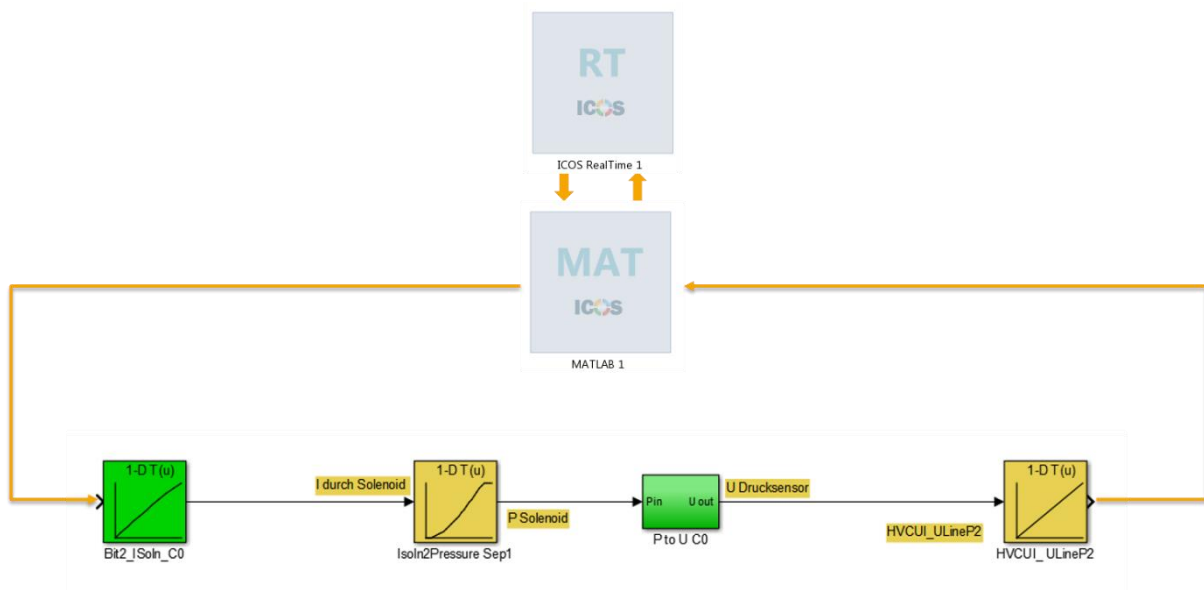 RT
ICOS
ICOS RealTime 1
MAT
ICOS
MATLAB 1
1-D T(u)
Bit2_ISoln_C0
I durch Solenoid
1-D T(u)
IsoIn2Pressure Sep1
P Solenoid
Pin U out
P to U C0
U Drucksensor
HVCUI_ULineP2
1-D T(u)
HVCUI_ ULineP2